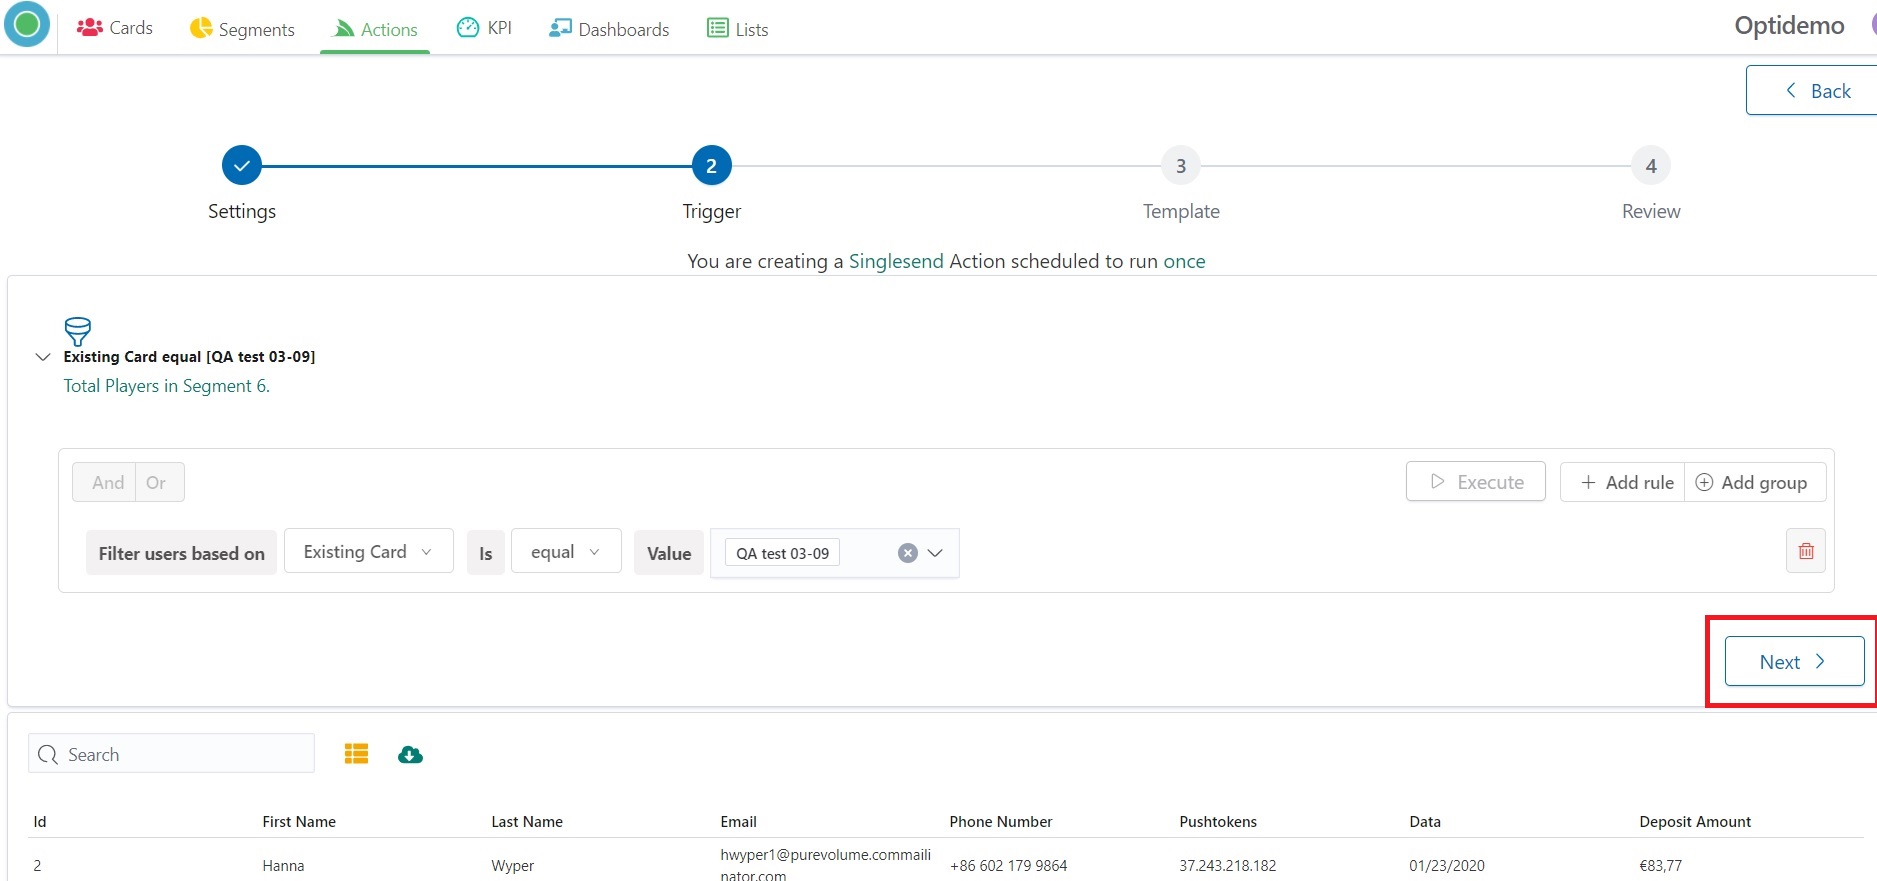 Cards
Segments
Actions
KPI
Dashboards
Lists
Optidemo
Back
2
3
4
Settings
Trigger
Template
Review
You are creating a Singlesend Action scheduled to run once
Existing Card equal [QA test 03-09]
Total Players in Segment 6.
And
Or
Execute
Add rule
Add group
Filter users based on
Existing Card
Is
equal
Value
QA test 03-09
Next
Search
Id
First Name
Last Name
Email
Phone Number
Pushtokens
Data
Deposit Amount
2
Hanna
Wyper
hwyper1@purevolume.commaili
nator.com
+86 602 179 9864
37.243.218.182
01/23/2020
€83,77